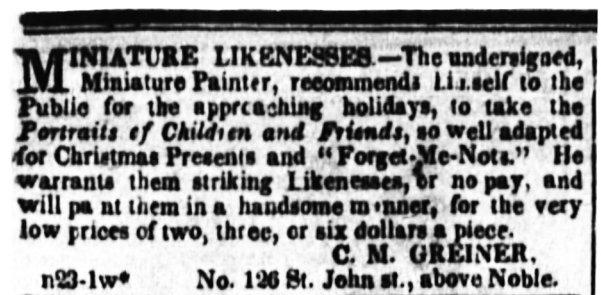 MINIATURE LIKENESSES.—The undersigned,
Miniature Painter, recommends himself to the
Public for the approaching holidays, to take the
Portraits of Children and Friends, so well adapted
for Christmas Presents and "Forget-Me-Nots." He
warrants them striking Likenesses, or no pay, and
will paint them in a handsome manner, for the very
low prices of two, three, or six dollars a piece.
C. M. GREINER,
n23-1w* No. 126 St. John st., above Noble.